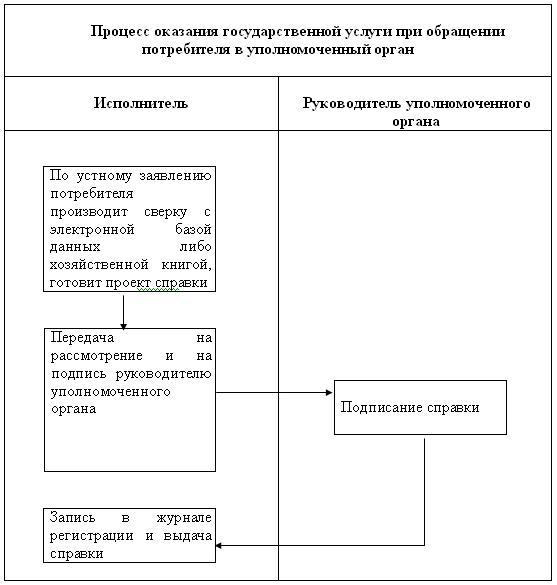 Процесс оказания государственной услуги при обращении
потребителя в уполномоченный орган
Исполнитель
Руководитель уполномоченного
органа
По устному заявлению
потребителя
производит сверку с
электронной базой
данных либо
хозяйственной книгой,
готовит проект справки
Передача на
рассмотрение и на
подпись руководителю
уполномоченного
органа
Подписание справки
Запись в журнале
регистрации и выдача
справки